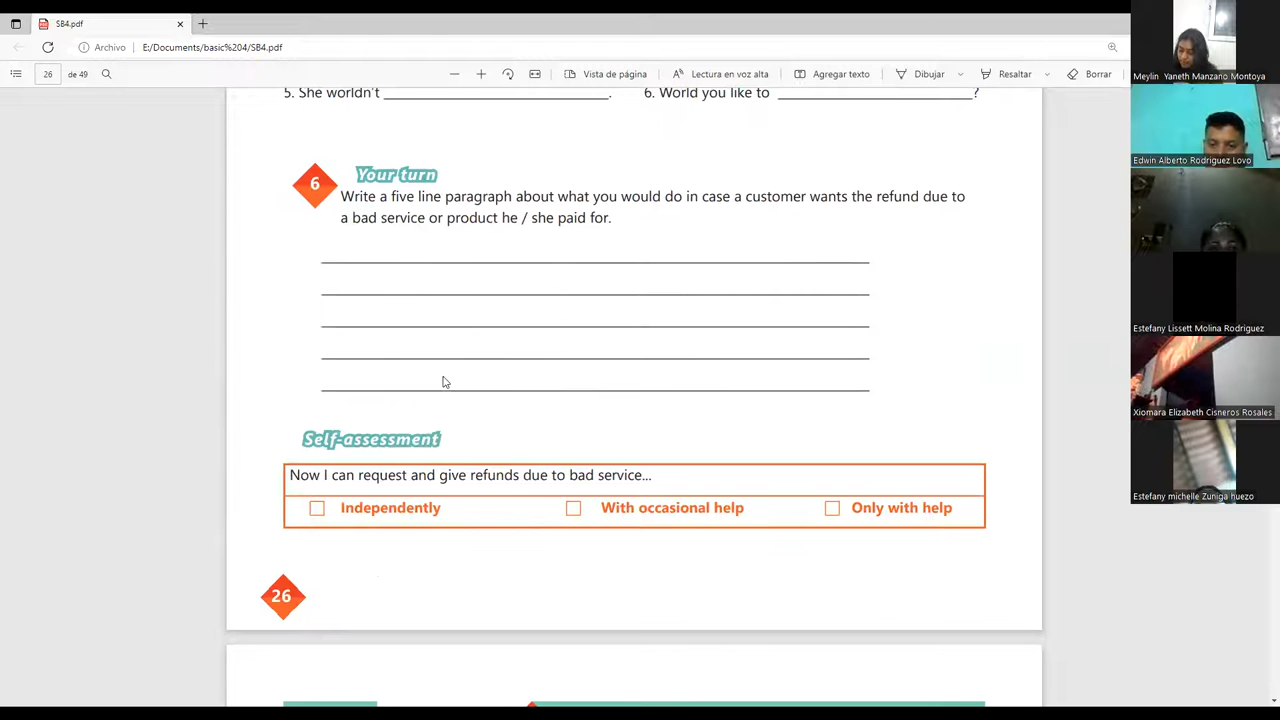 SB4.pdf
Archivo
E:/Documents/basic%204/SB4.pdf
26 de 49
Vista de página
Lectura en voz alta
Agregar texto
Dibujar
Resaltar
Borrar
5. She worldn't ______. 6. World you like to ______?
6 Your turn
Write a five line paragraph about what you would do in case a customer wants the refund due to
a bad service or product he / she paid for.
Self-assessment
Now I can request and give refunds due to bad service...
Independently With occasional help Only with help
26
Meylin Yaneth Manzano Montoya
Edwin Alberto Rodriguez Lovo
Estefany Lissett Molina Rodriguez
Xiomara Elizabeth Cisneros Rosales
Estefany michelle Zuniga huezo